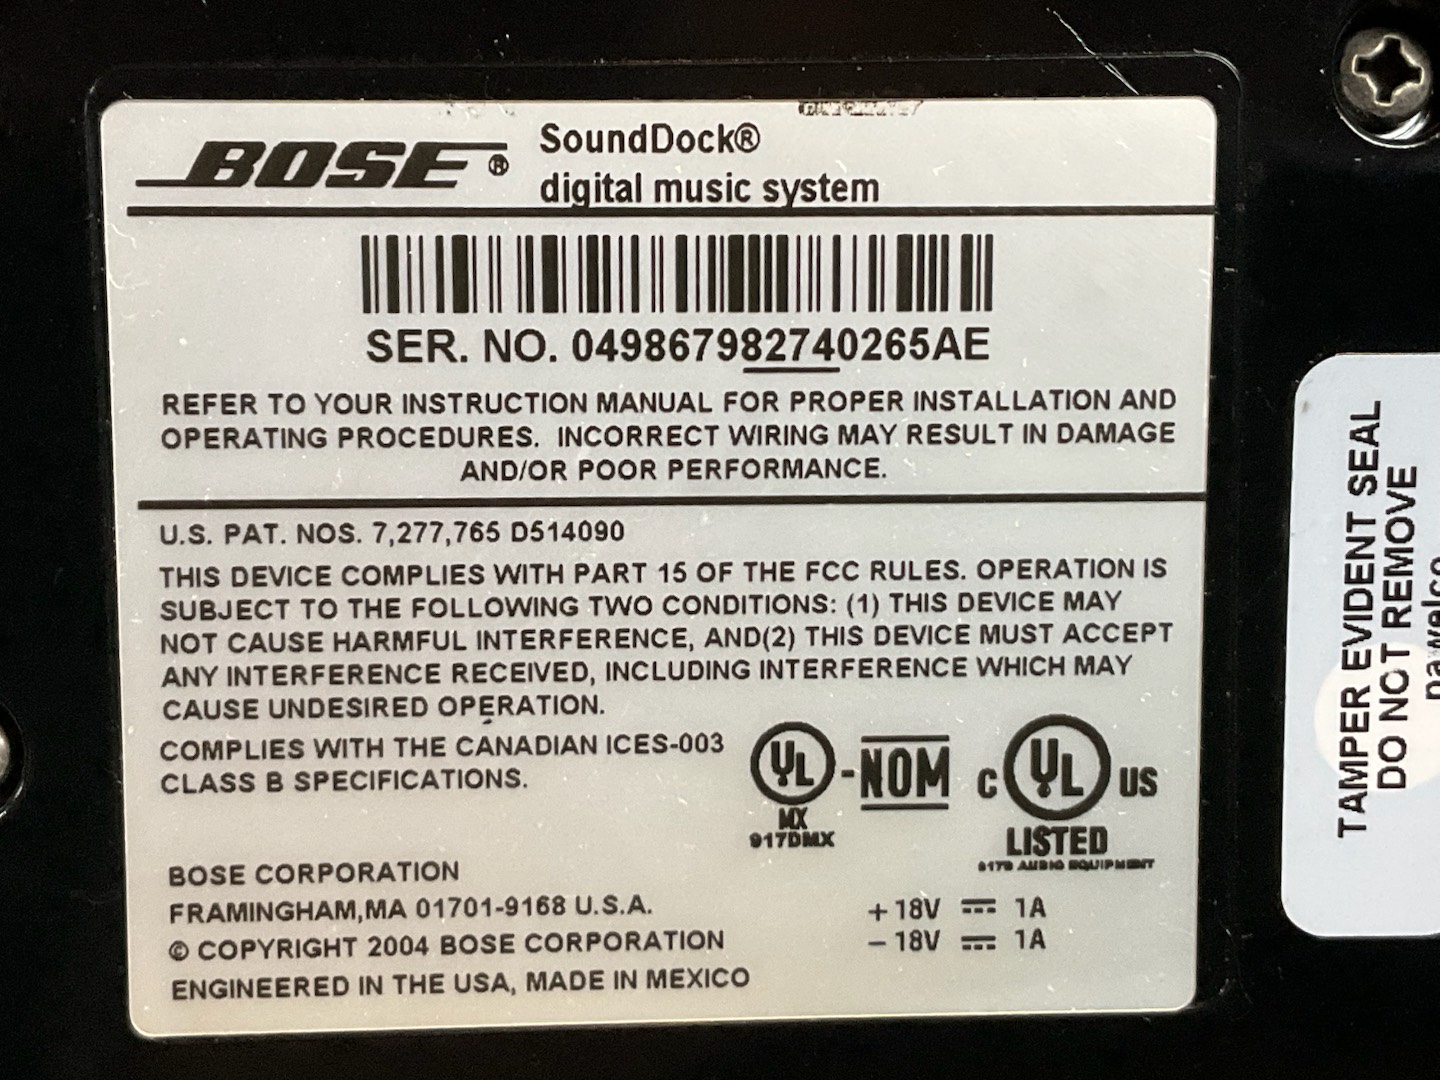 BOSE®
SoundDock®
digital music system
SER. NO. 049867982740265AE
REFER TO YOUR INSTRUCTION MANUAL FOR PROPER INSTALLATION AND
OPERATING PROCEDURES. INCORRECT WIRING MAY RESULT IN DAMAGE
AND/OR POOR PERFORMANCE.
U.S. PAT. NOS. 7,277,765 D514090
THIS DEVICE COMPLIES WITH PART 15 OF THE FCC RULES. OPERATION IS
SUBJECT TO THE FOLLOWING TWO CONDITIONS: (1) THIS DEVICE MAY
NOT CAUSE HARMFUL INTERFERENCE, AND(2) THIS DEVICE MUST ACCEPT
ANY INTERFERENCE RECEIVED, INCLUDING INTERFERENCE WHICH MAY
CAUSE UNDESIRED OPERATION.
COMPLIES WITH THE CANADIAN ICES-003
CLASS B SPECIFICATIONS.
UL -NOM
MX
917DMX
C UL US
LISTED
917D AUDIO EQUIPMENT
BOSE CORPORATION
FRAMINGHAM,MA 01701-9168 U.S.A.
© COPYRIGHT 2004 BOSE CORPORATION
ENGINEERED IN THE USA, MADE IN MEXICO
+18V ⎓ 1A
−18V ⎓ 1A
TAMPER EVIDENT SEAL
DO NOT REMOVE
pawelco